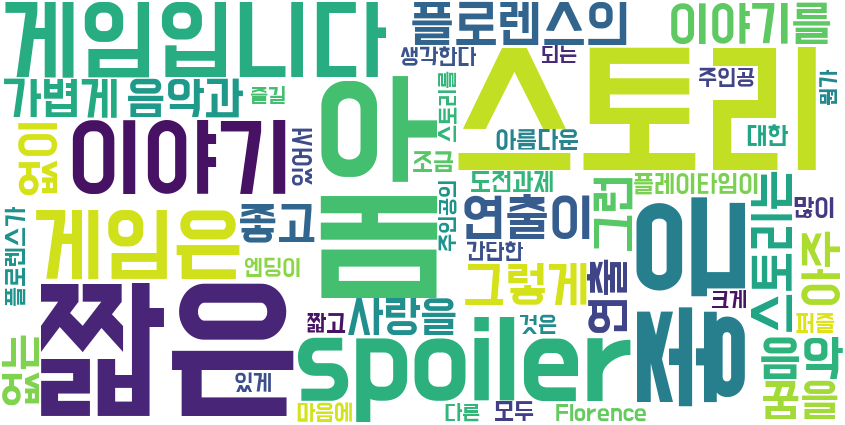 게임입니다
플로렌스의
이야기를
생각한다
되는
가볍게
음악과
즐길
스토리를
스토리
주인공
뭔가
없이
이야기
있어서
조금
아름다운
대한
도전과제
그런
플레이타임이
많이
플로렌스가
게임은
좋고
주인공의
연출이
간단한
좋은
스토리리
아주
엔딩이
그렇게
연출
크게
짧은
짧고
사랑을
것은
퍼즐
음악
없는
있게
spoiler
꿈을
마음에
다른
모두
Florence